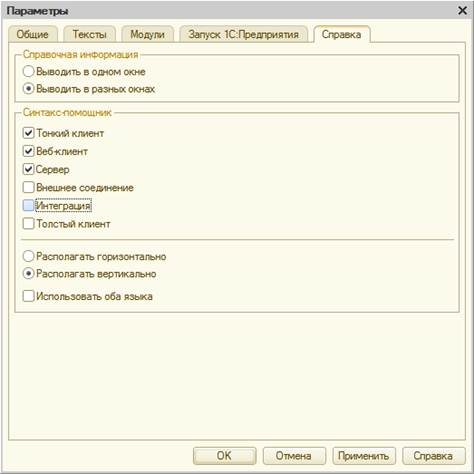 Параметры
Общие Тексты Модули Запуск 1С:Предприятия Справка
Справочная информация
Выводить в одном окне
Выводить в разных окнах
Синтакс-помощник
Тонкий клиент
Веб-клиент
Сервер
Внешнее соединение
Интеграция
Толстый клиент
Располагать горизонтально
Располагать вертикально
Использовать оба языка
OK Отмена Применить Справка